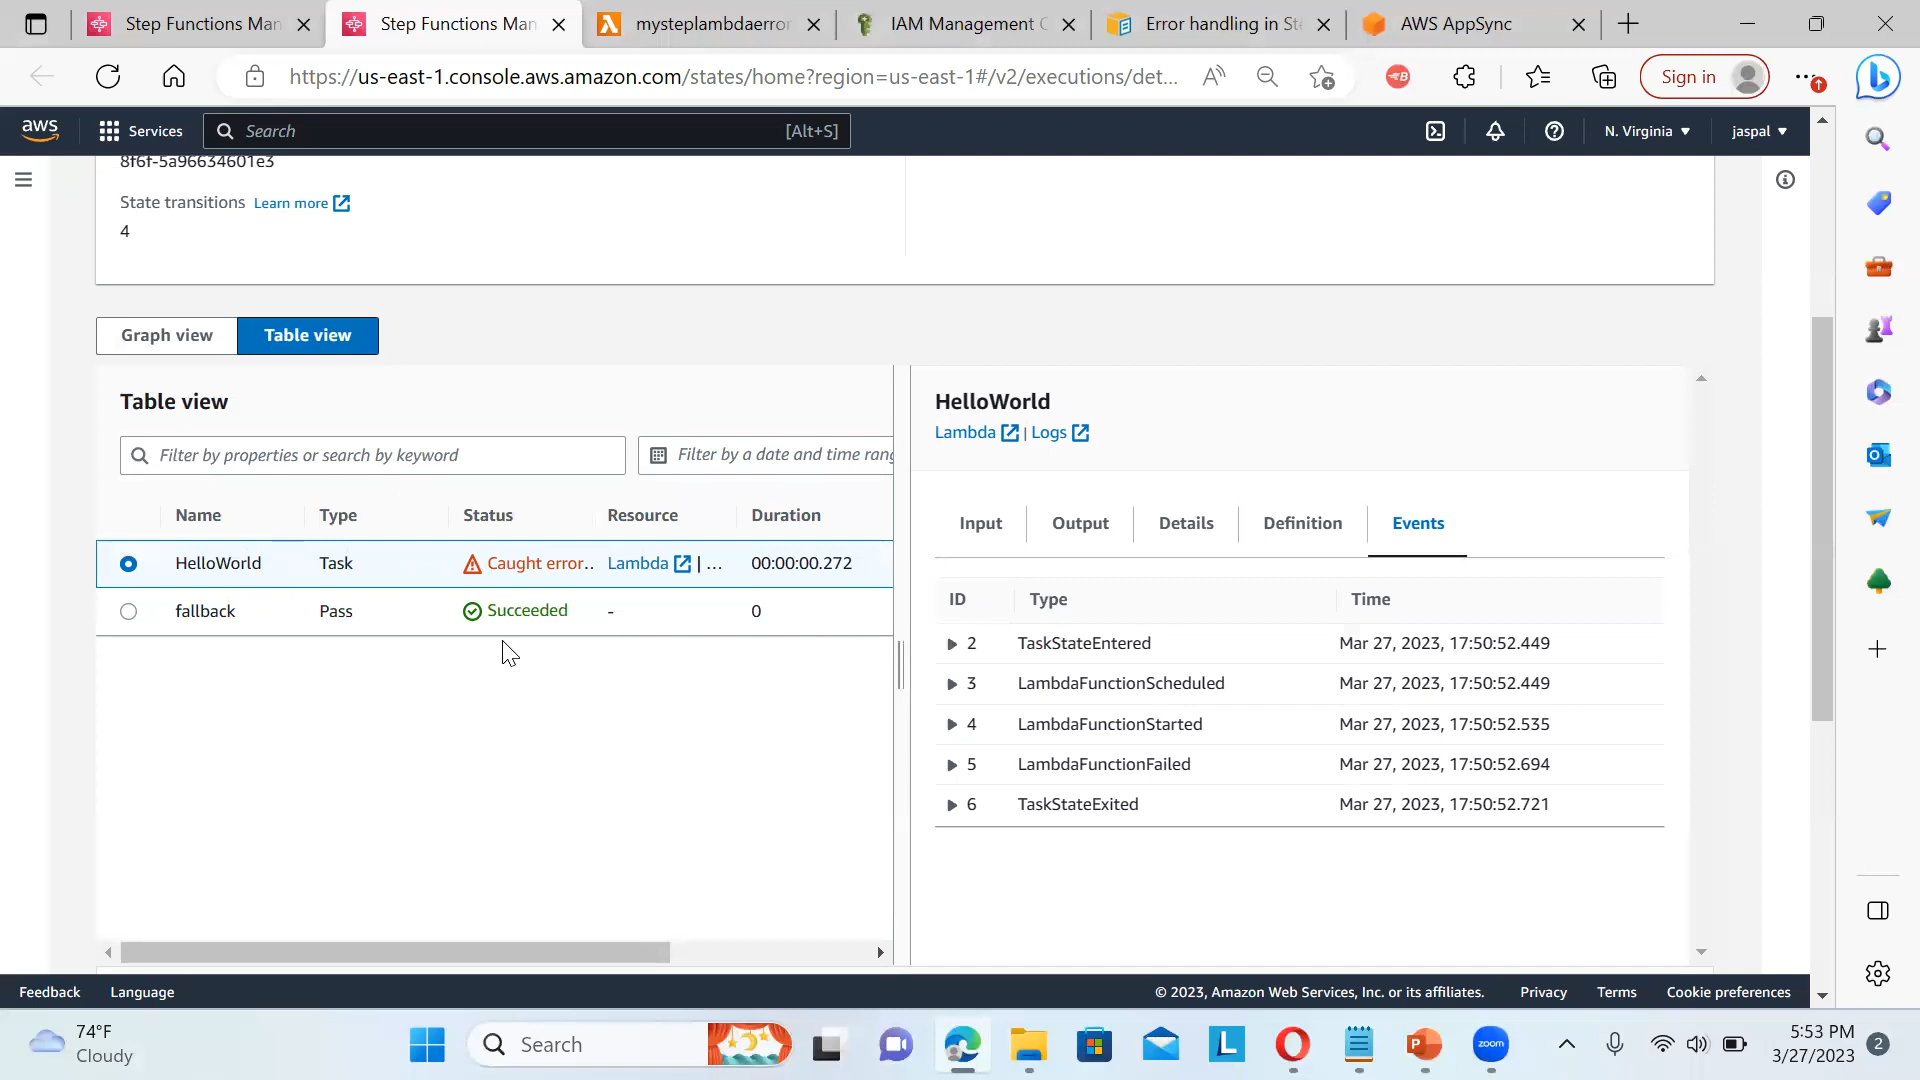 Step Functions Man
Step Functions Man
mysteplambdaerror
IAM Management C
Error handling in Ste
AWS AppSync
https://us-east-1.console.aws.amazon.com/states/home?region=us-east-1#/v2/executions/det...
Sign in
aws
Services
Search
[Alt+S]
N. Virginia
jaspal
8f6f-5a96634601e3
State transitions Learn more
4
Graph view
Table view
Table view
Filter by properties or search by keyword
Filter by a date and time rang
Name Type Status Resource Duration
HelloWorld Task Caught error.. Lambda | ... 00:00:00.272
fallback Pass Succeeded - 0
HelloWorld
Lambda | Logs
Input Output Details Definition Events
ID Type Time
2 TaskStateEntered Mar 27, 2023, 17:50:52.449
3 LambdaFunctionScheduled Mar 27, 2023, 17:50:52.449
4 LambdaFunctionStarted Mar 27, 2023, 17:50:52.535
5 LambdaFunctionFailed Mar 27, 2023, 17:50:52.694
6 TaskStateExited Mar 27, 2023, 17:50:52.721
Feedback Language
© 2023, Amazon Web Services, Inc. or its affiliates. Privacy Terms Cookie preferences
74°F
Cloudy
Search
L
zoom
5:53 PM
3/27/2023
2